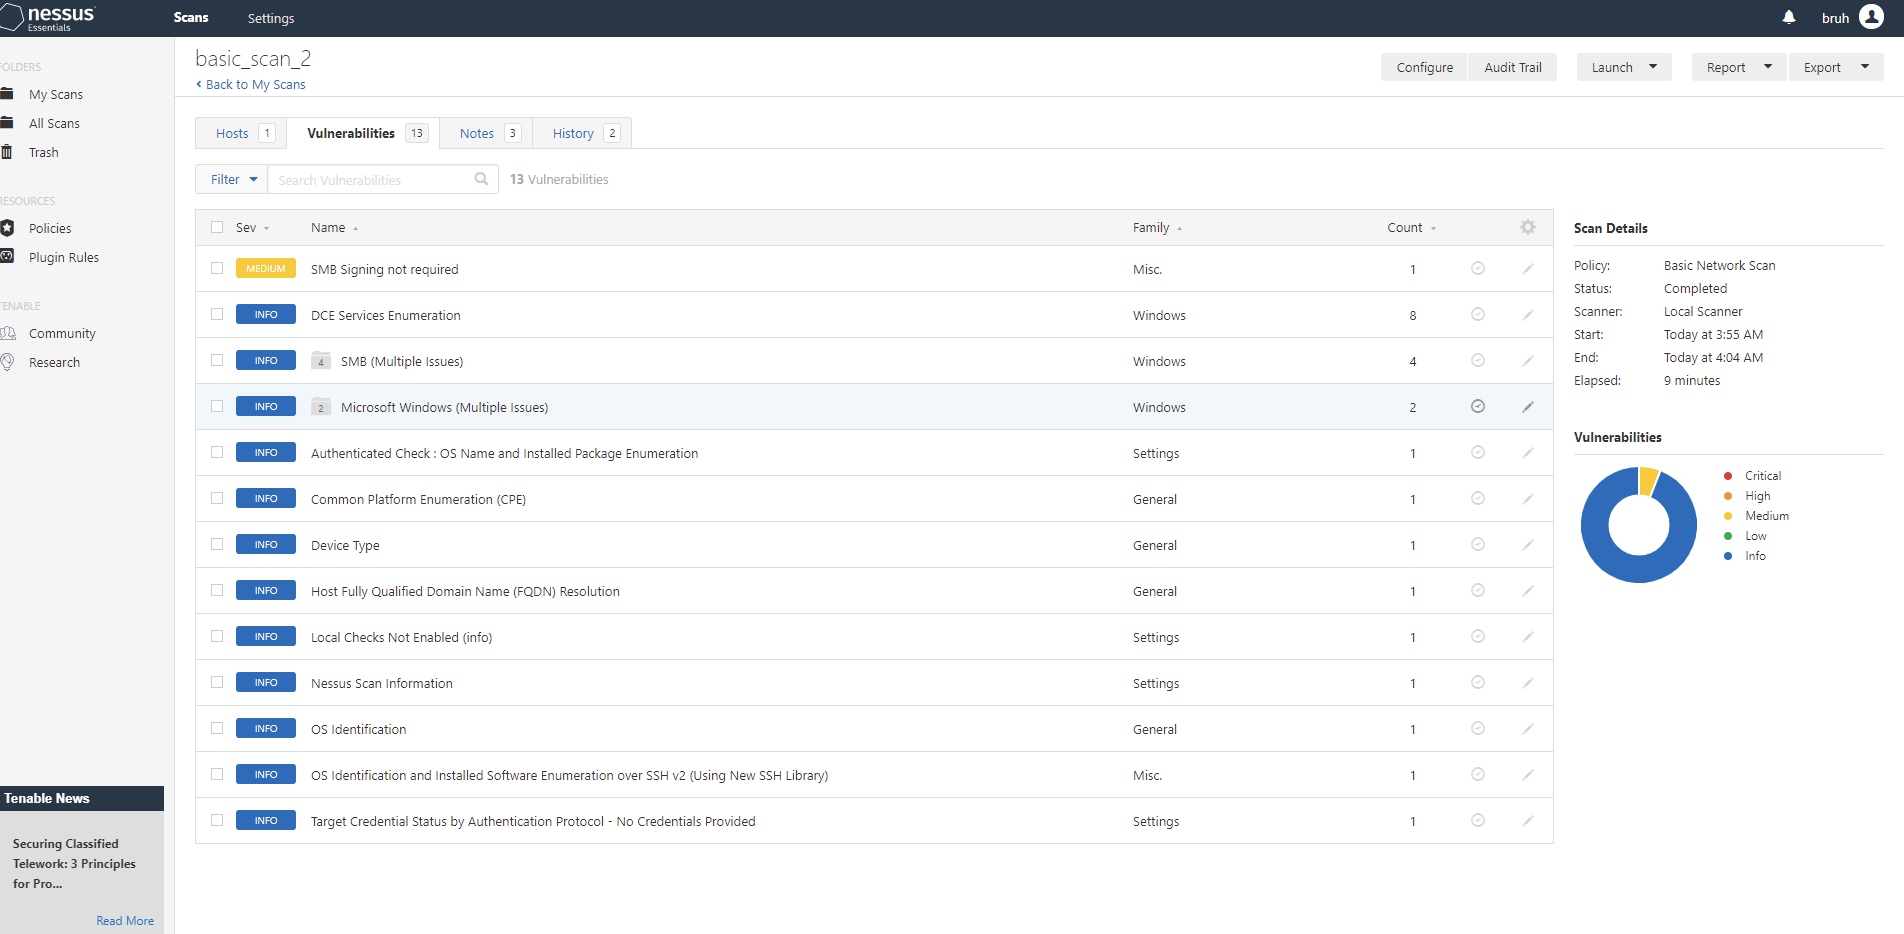 nessus
Essentials
Scans
Settings
bruh
FOLDERS
My Scans
All Scans
Trash
RESOURCES
Policies
Plugin Rules
TENABLE
Community
Research
Tenable News
Securing Classified
Telework: 3 Principles
for Pro...
Read More
basic_scan_2
‹ Back to My Scans
Configure
Audit Trail
Launch
Report
Export
Hosts 1
Vulnerabilities 13
Notes 3
History 2
Filter
Search Vulnerabilities
13 Vulnerabilities
Sev Name Family Count
MEDIUM SMB Signing not required Misc. 1
INFO DCE Services Enumeration Windows 8
INFO 4 SMB (Multiple Issues) Windows 4
INFO 2 Microsoft Windows (Multiple Issues) Windows 2
INFO Authenticated Check : OS Name and Installed Package Enumeration Settings 1
INFO Common Platform Enumeration (CPE) General 1
INFO Device Type General 1
INFO Host Fully Qualified Domain Name (FQDN) Resolution General 1
INFO Local Checks Not Enabled (info) Settings 1
INFO Nessus Scan Information Settings 1
INFO OS Identification General 1
INFO OS Identification and Installed Software Enumeration over SSH v2 (Using New SSH Library) Misc. 1
INFO Target Credential Status by Authentication Protocol - No Credentials Provided Settings 1
Scan Details
Policy: Basic Network Scan
Status: Completed
Scanner: Local Scanner
Start: Today at 3:55 AM
End: Today at 4:04 AM
Elapsed: 9 minutes
Vulnerabilities
Critical
High
Medium
Low
Info